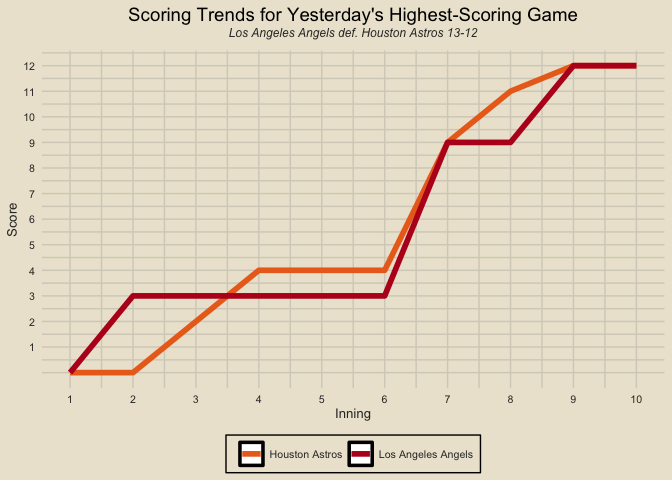 Scoring Trends for Yesterday's Highest-Scoring Game
Los Angeles Angels def. Houston Astros 13-12
12
11
10
9
8
7
6
5
4
3
2
1
Score
1 2 3 4 5 6 7 8 9 10
Inning
Houston Astros Los Angeles Angels